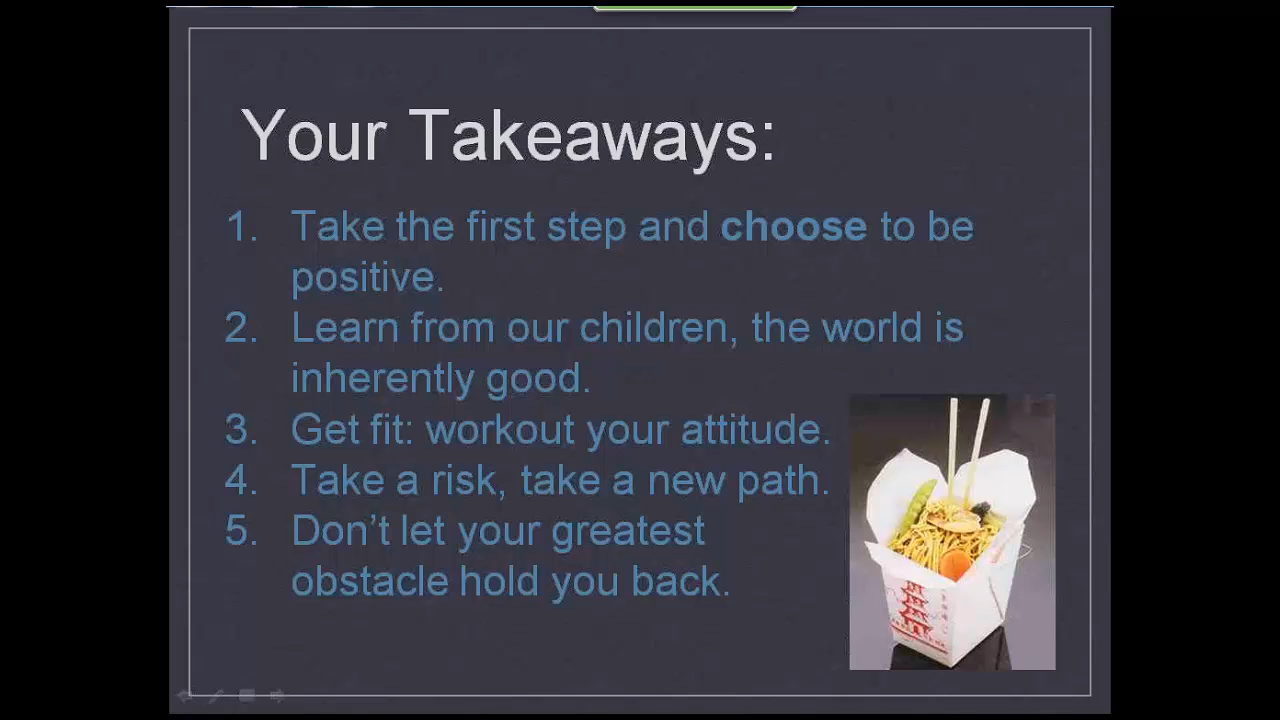 Your Takeaways:
1. Take the first step and choose to be
positive.
2. Learn from our children, the world is
inherently good.
3. Get fit: workout your attitude.
4. Take a risk, take a new path.
5. Don’t let your greatest
obstacle hold you back.